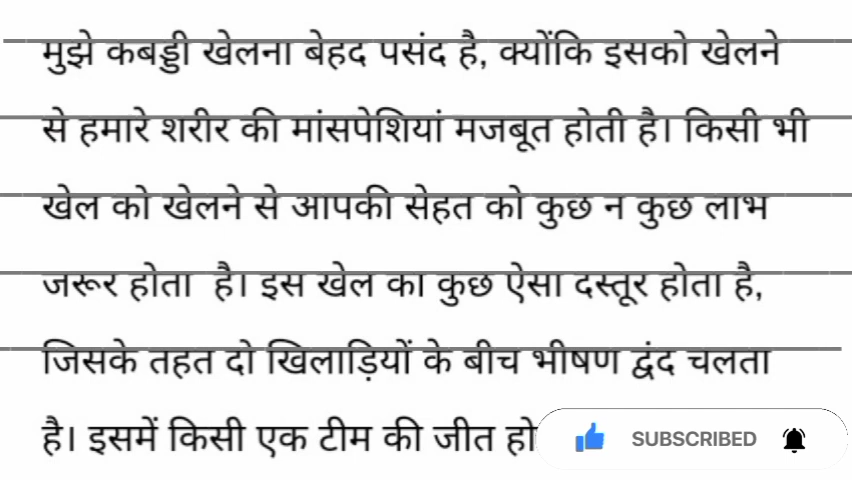 मुझे कबड्डी खेलना बेहद पसंद है, क्योंकि इसको खेलने
से हमारे शरीर की मांसपेशियां मजबूत होती है। किसी भी
खेल को खेलने से आपकी सेहत को कुछ न कुछ लाभ
जरूर होता है। इस खेल का कुछ ऐसा दस्तूर होता है,
जिसके तहत दो खिलाड़ियों के बीच भीषण द्वंद चलता
है। इसमें किसी एक टीम की जीत हो
SUBSCRIBED